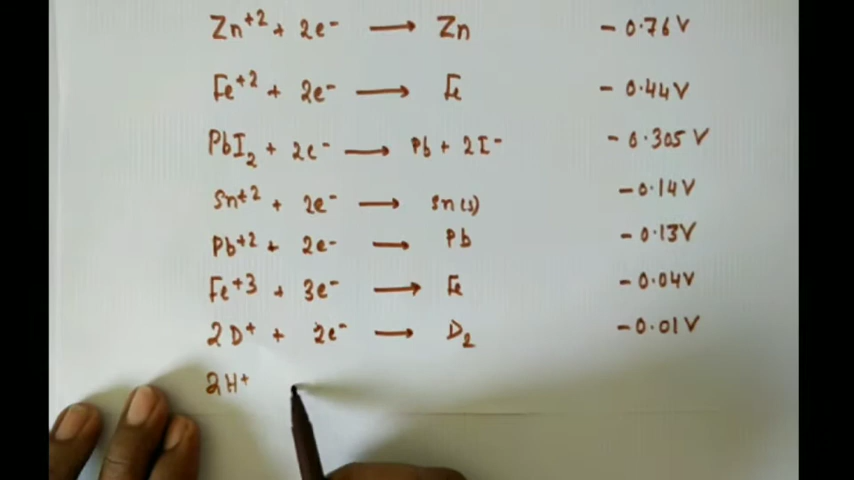 Zn+2 + 2e- → Zn -0.76V
Fe+2 + 2e- → Fe -0.44V
PbI2 + 2e- → Pb + 2I- -0.305 V
Sn+2 + 2e- → Sn(s) -0.14V
Pb+2 + 2e- → Pb -0.13V
Fe+3 + 3e- → Fe -0.04V
2D+ + 2e- → D2 -0.01V
2H+